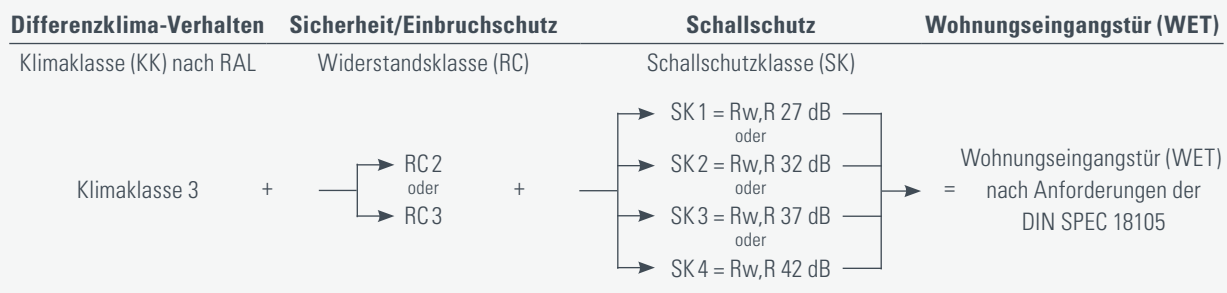 Differenzklima-Verhalten + Sicherheit/Einbruchschutz Schallschutz Wohnungseingangstür (WET)
Klimaklasse (KK) nach RAL Widerstandsklasse (RC) Schallschutzklasse (SK)
Klimaklasse 3
+
RC 2
oder
RC 3
+
SK 1 = Rw,R 27 dB
oder
SK 2 = Rw,R 32 dB
oder
SK 3 = Rw,R 37 dB
oder
SK 4 = Rw,R 42 dB
=
Wohnungseingangstür (WET)
nach Anforderungen der
DIN SPEC 18105